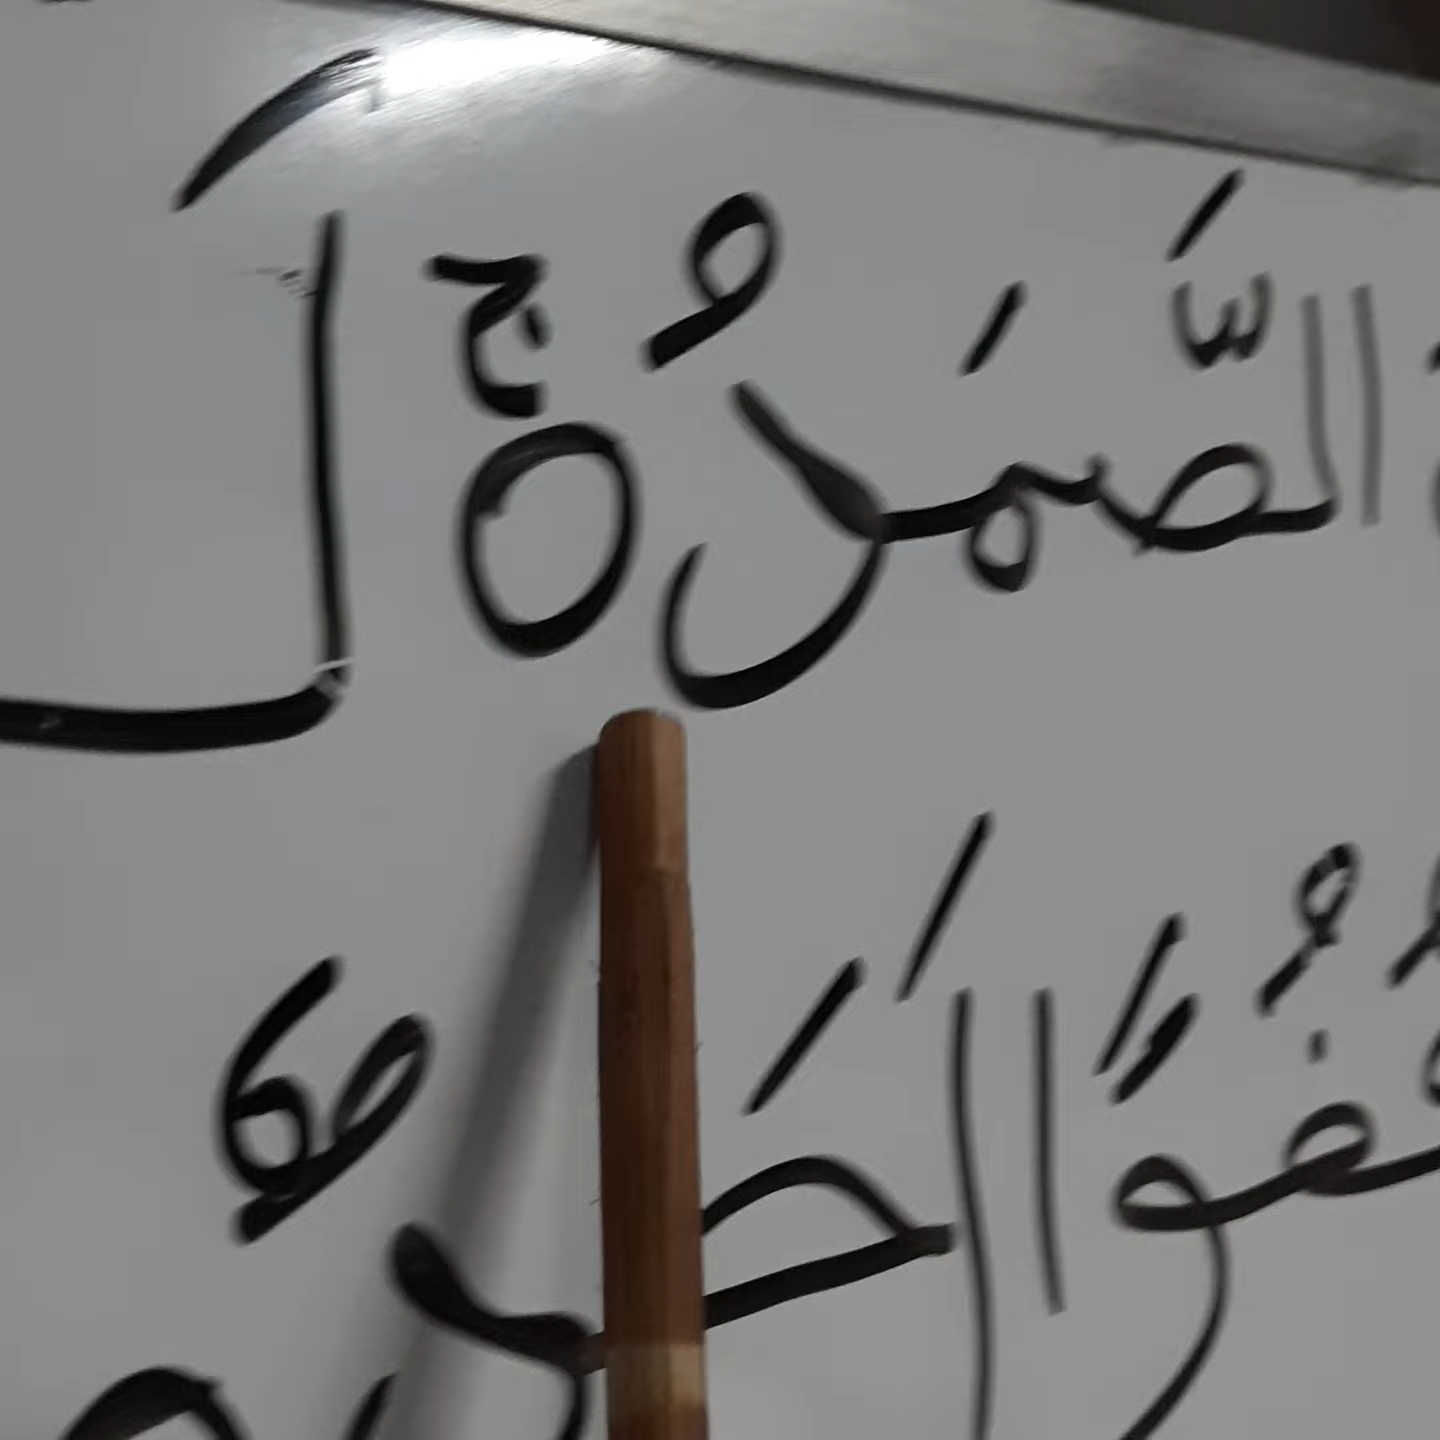 الصَّمَدُ ۚ ○ لَ
فُوًا اَحَدٌ ○